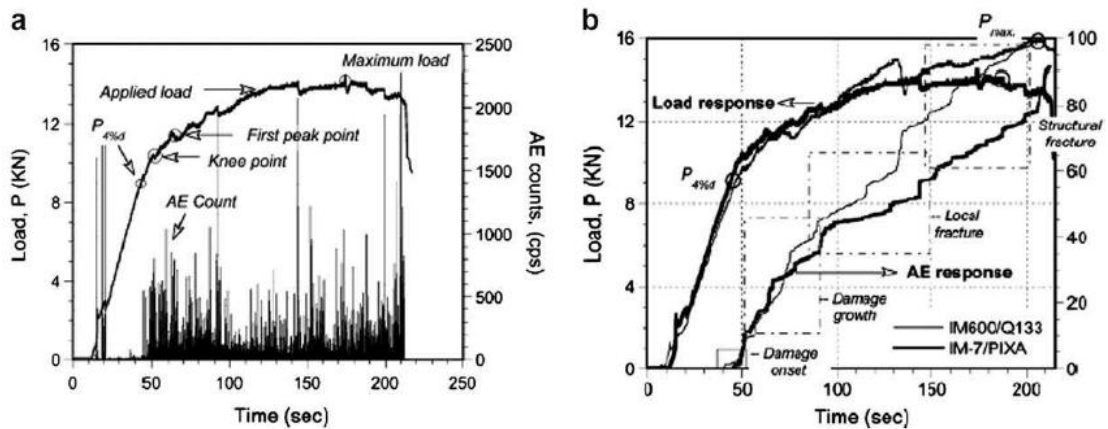 a
Load, P (KN)
16
12
8
4
0
0
50
100
150
200
250
Time (sec)
2500
2000
1500
1000
500
0
AE counts, (cps)
Maximum load
Applied load
P4%d
First peak point
Knee point
AE Count
b
Load, P (KN)
16
12
8
4
0
0
50
100
150
200
Time (sec)
100
80
60
40
20
0
Pmax.
Load response
P4%d
Structural
fracture
Local
fracture
AE response
Damage
growth
Damage
onset
IM600/Q133
IM-7/PIXA